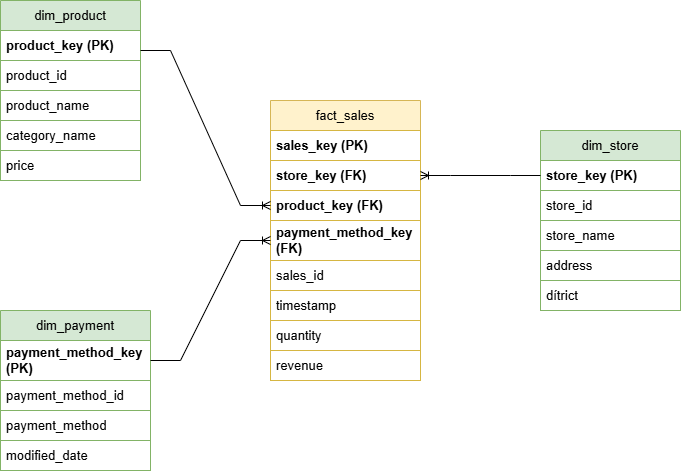 dim_product
product_key (PK)
product_id
product_name
category_name
price
fact_sales
sales_key (PK)
store_key (FK)
product_key (FK)
payment_method_key
(FK)
sales_id
timestamp
quantity
revenue
dim_store
store_key (PK)
store_id
store_name
address
dítrict
dim_payment
payment_method_key
(PK)
payment_method_id
payment_method
modified_date